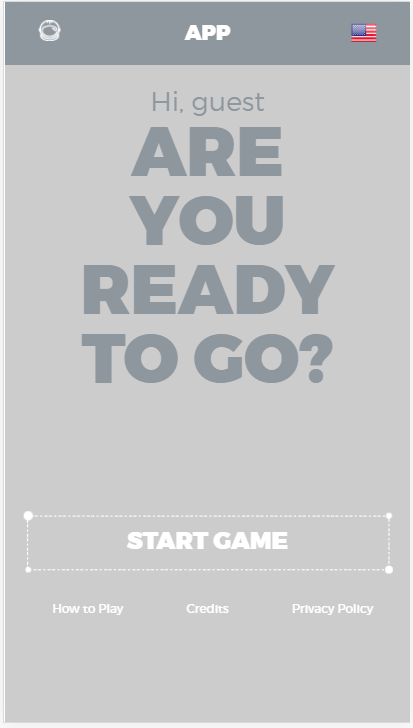 APP
Hi, guest
ARE
YOU
READY
TO GO?
START GAME
How to Play Credits Privacy Policy